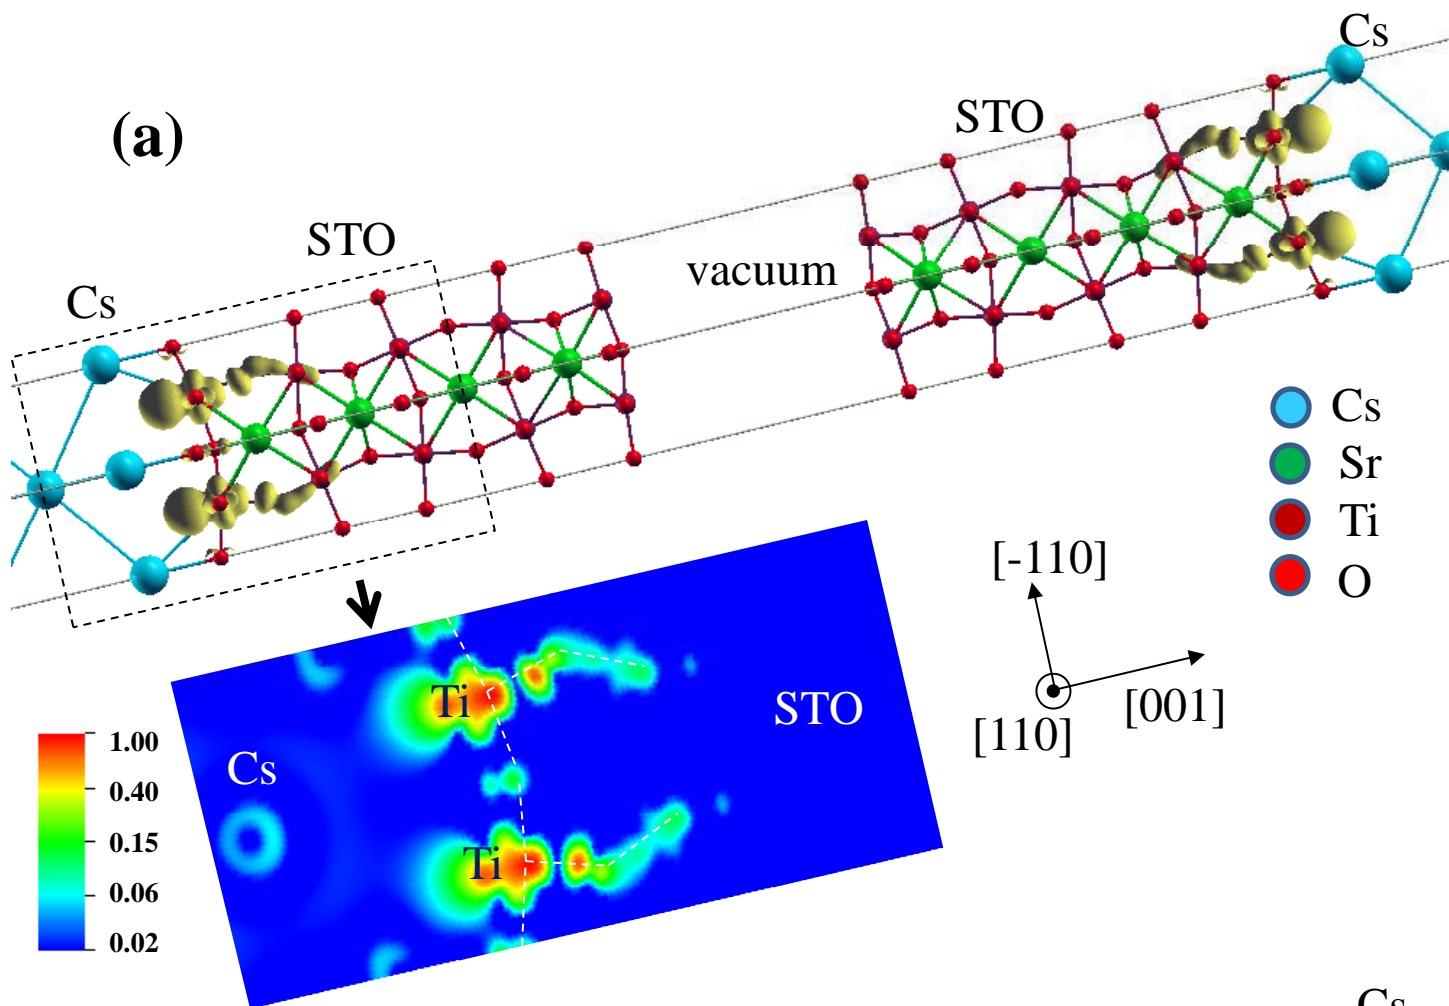 Cs
STO
(a)
STO
vacuum
Cs
Cs
Sr
Ti
O
[-110]
[001]
[110]
Ti
STO
Cs
Ti
1.00
0.40
0.15
0.06
0.02
Cs